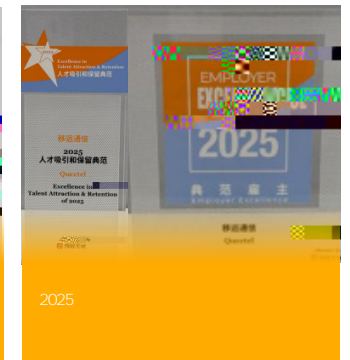 Excellence in
Talent Attraction & Retention
人才吸引和保留典范
移远通信
2025
人才吸引和保留典范
Quectel
Excellence in
Talent Attraction & Retention
of 2025
EMPLOYER
2025
典范雇主
Employer Excellence
移远通信
Quectel
2025